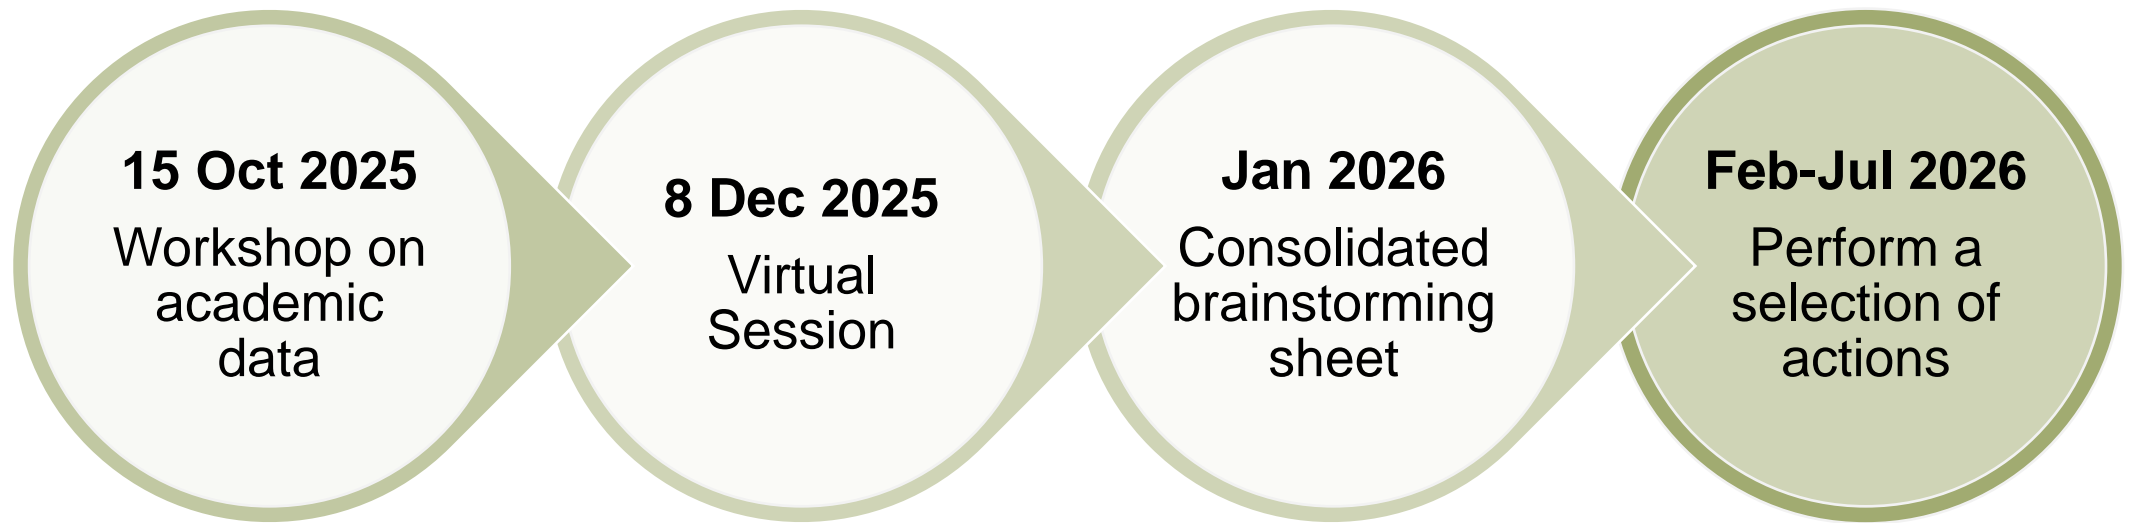 15 Oct 2025
Workshop on
academic
data
8 Dec 2025
Virtual
Session
Jan 2026
Consolidated
brainstorming
sheet
Feb-Jul 2026
Perform a
selection of
actions